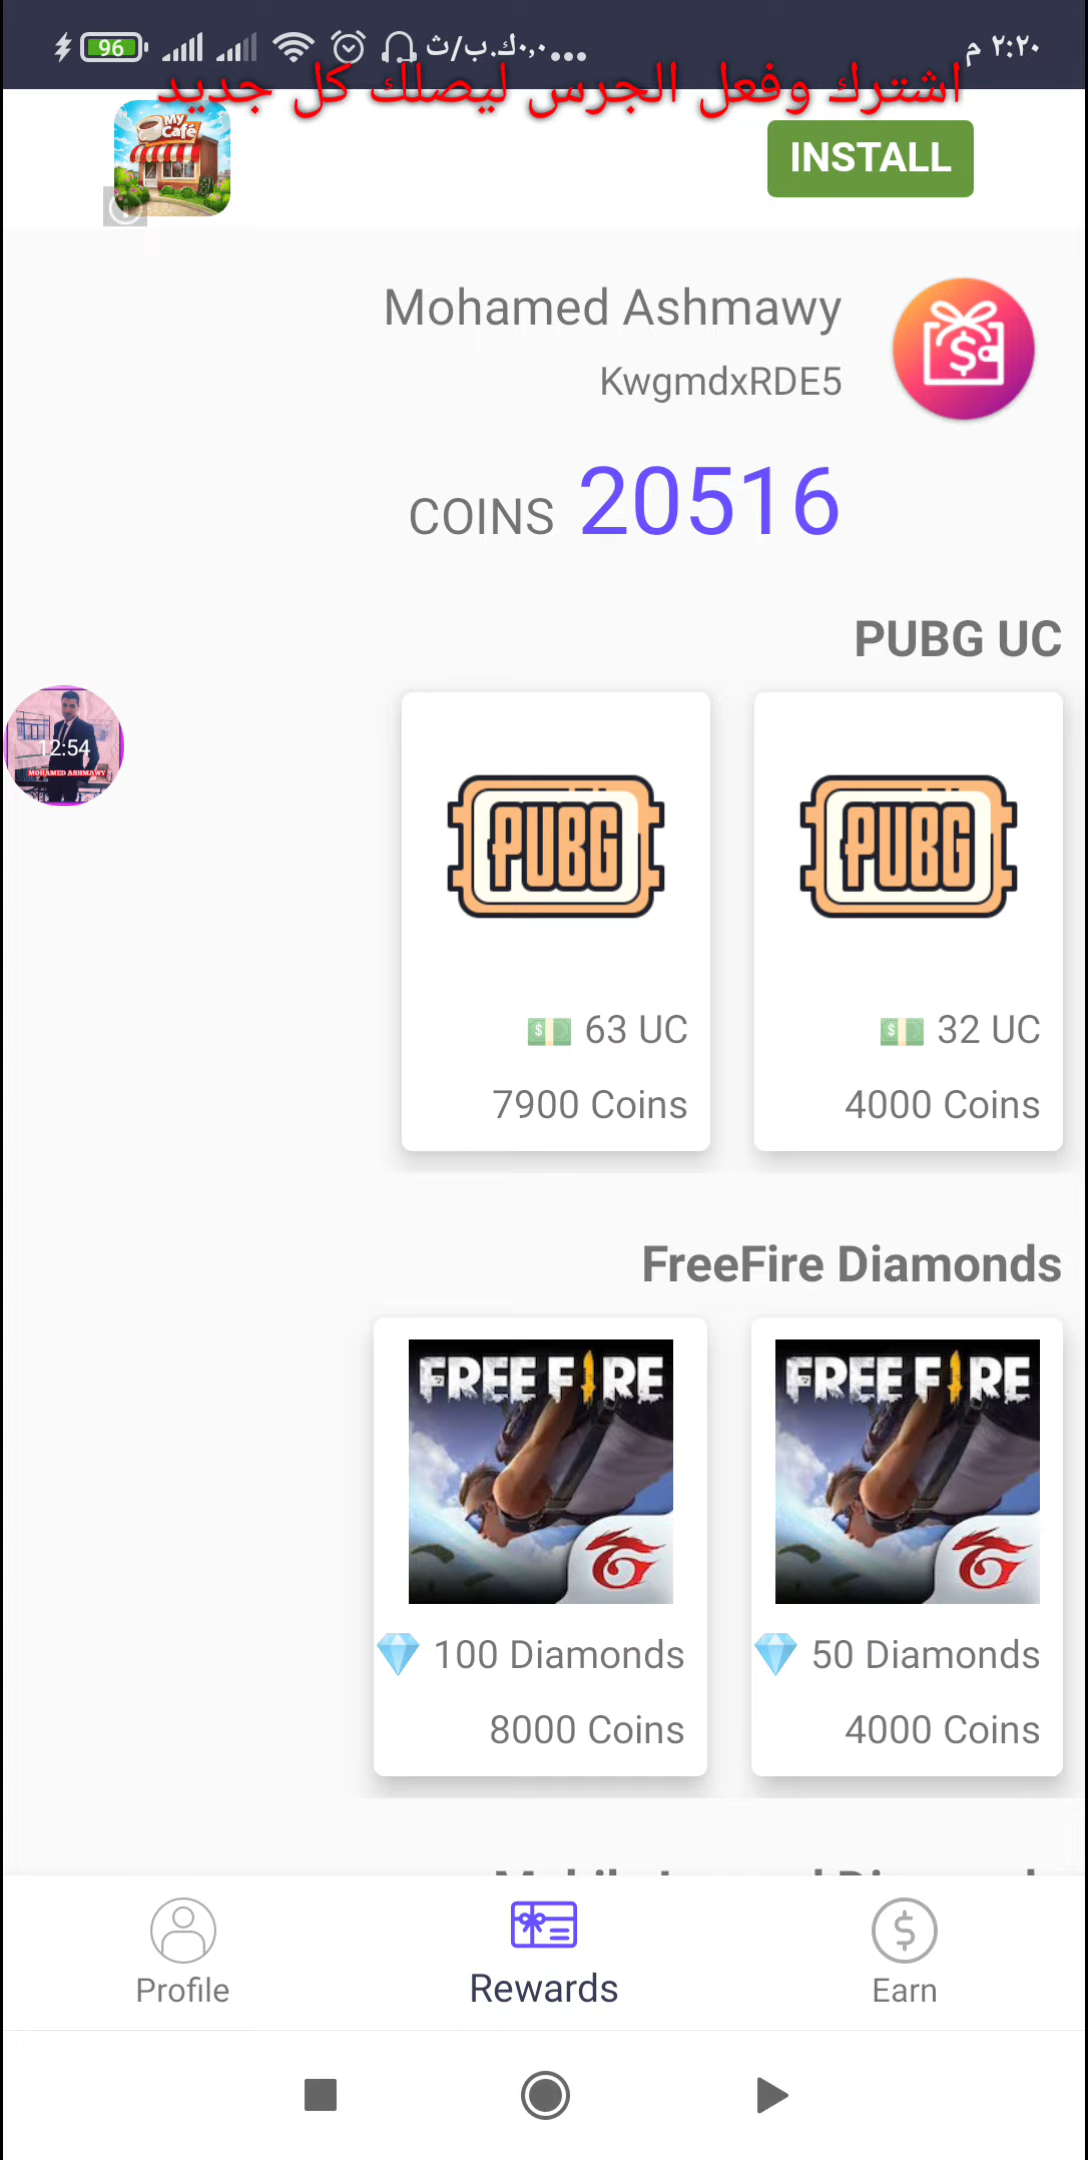 96 ...٠,٠ك.ب/ث ٢:٢٠ م
اشترك وفعل الجرس ليصلك كل جديد
My Café
INSTALL
Mohamed Ashmawy
KwgmdxRDE5
COINS 20516
PUBG UC
12:54
MOHAMED ASHMAWY
PUBG PUBG
63 UC 32 UC
7900 Coins 4000 Coins
FreeFire Diamonds
FREE FIRE FREE FIRE
100 Diamonds 50 Diamonds
8000 Coins 4000 Coins
Profile Rewards Earn